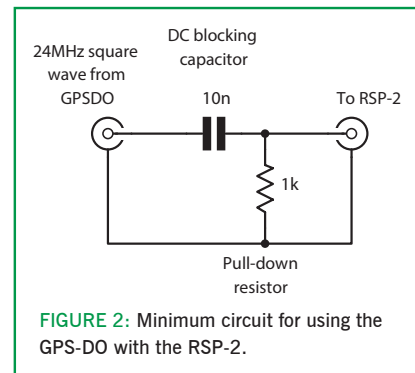 24MHz square
wave from
GPSDO
DC blocking
capacitor
10n
To RSP-2
1k
Pull-down
resistor
FIGURE 2: Minimum circuit for using the
GPS-DO with the RSP-2.